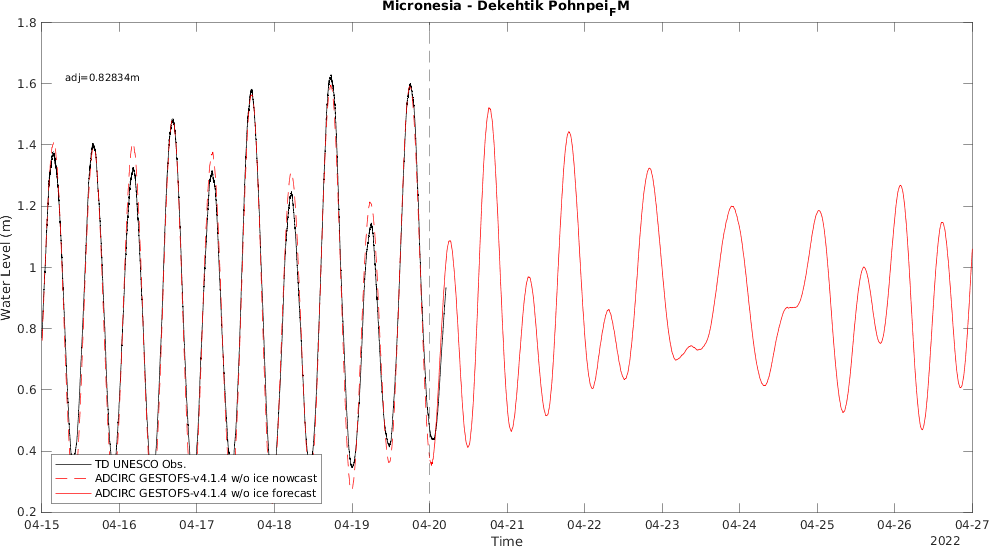 Micronesia - Dekehtik Pohnpei_FM
adj=0.82834m
Water Level (m)
1.8
1.6
1.4
1.2
1
0.8
0.6
0.4
0.2
TD UNESCO Obs.
ADCIRC GESTOFS-v4.1.4 w/o ice nowcast
ADCIRC GESTOFS-v4.1.4 w/o ice forecast
04-15 04-16 04-17 04-18 04-19 04-20 04-21 04-22 04-23 04-24 04-25 04-26 04-27
Time
2022